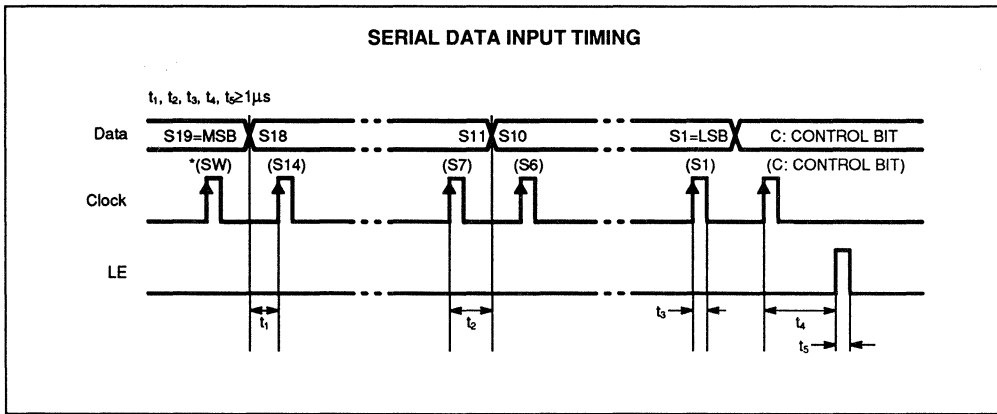 SERIAL DATA INPUT TIMING
t₁, t₂, t₃, t₄, t₅≥1µs
Data S19=MSB S18 S11 S10 S1=LSB C: CONTROL BIT
*(SW) (S14) (S7) (S6) (S1) (C: CONTROL BIT)
Clock
LE
t₁ t₂ t₃ t₄
t₅